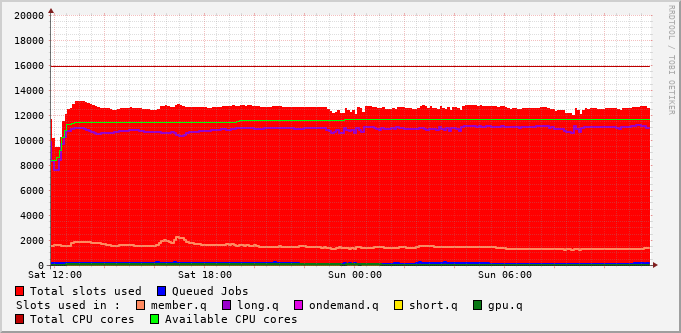 20000
18000
16000
14000
12000
10000
8000
6000
4000
2000
0
Sat 12:00 Sat 18:00 Sun 00:00 Sun 06:00
Total slots used Queued Jobs
Slots used in : member.q long.q ondemand.q short.q gpu.q
Total CPU cores Available CPU cores
RRDTOOL / TOBI OETIKER